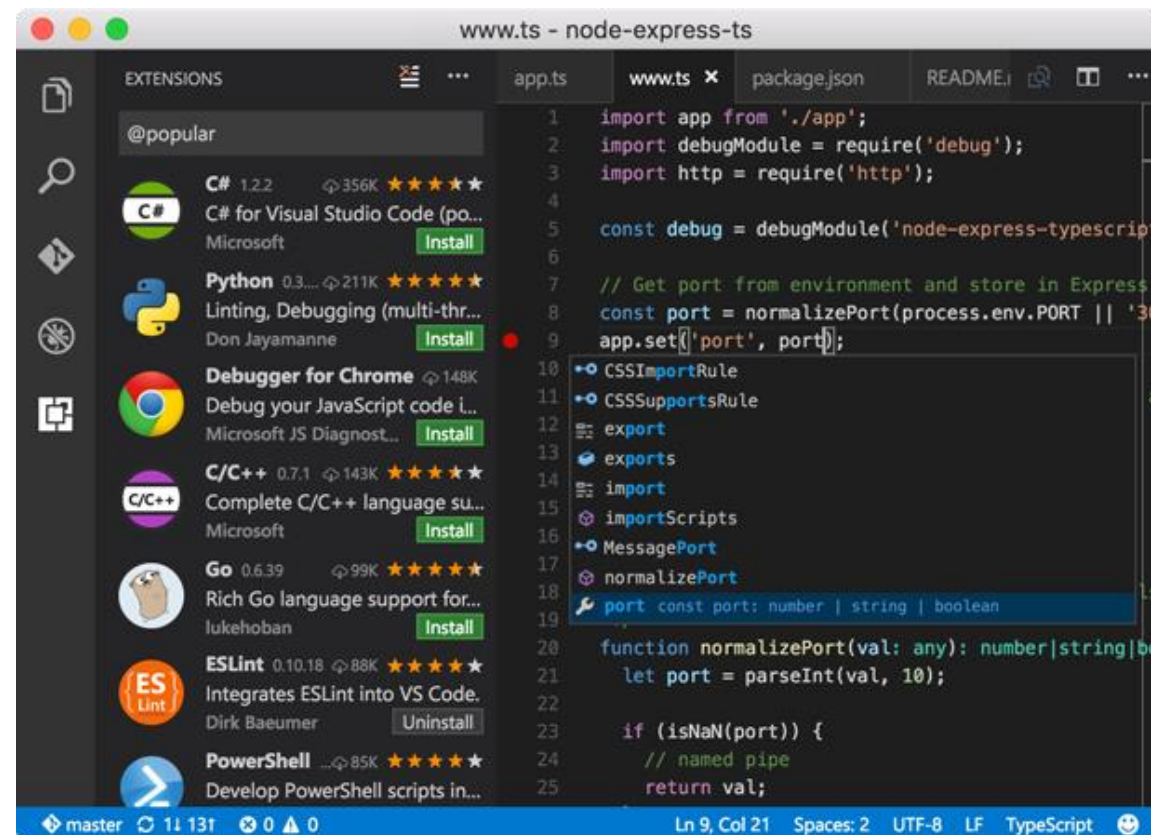 www.ts - node-express-ts
EXTENSIONS
@popular
C# 1.2.2 356K
C# for Visual Studio Code (po...
Microsoft Install
Python 0.3.... 211K
Linting, Debugging (multi-thr...
Don Jayamanne Install
Debugger for Chrome 148K
Debug your JavaScript code i...
Microsoft JS Diagnost... Install
C/C++ 0.7.1 143K
Complete C/C++ language su...
Microsoft Install
Go 0.6.39 99K
Rich Go language support for...
lukehoban Install
ESLint 0.10.18 88K
Integrates ESLint into VS Code.
Dirk Baeumer Uninstall
PowerShell ... 85K
Develop PowerShell scripts in...
C#
C/C++
ES
Lint
app.ts www.ts × package.json README.
1 import app from './app';
2 import debugModule = require('debug');
3 import http = require('http');
4
5 const debug = debugModule('node-express-typescrip
6
7 // Get port from environment and store in Express
8 const port = normalizePort(process.env.PORT || '30
9 app.set('port', port);
10
11
12
13
14
15
16
17
18
19
CSSImportRule
CSSSupportsRule
export
exports
import
importScripts
MessagePort
normalizePort
port const port: number | string | boolean
20 function normalizePort(val: any): number|string|bo
21 let port = parseInt(val, 10);
22
23 if (isNaN(port)) {
24 // named pipe
25 return val;
master 1↓ 13↑ 0 0 Ln 9, Col 21 Spaces: 2 UTF-8 LF TypeScript